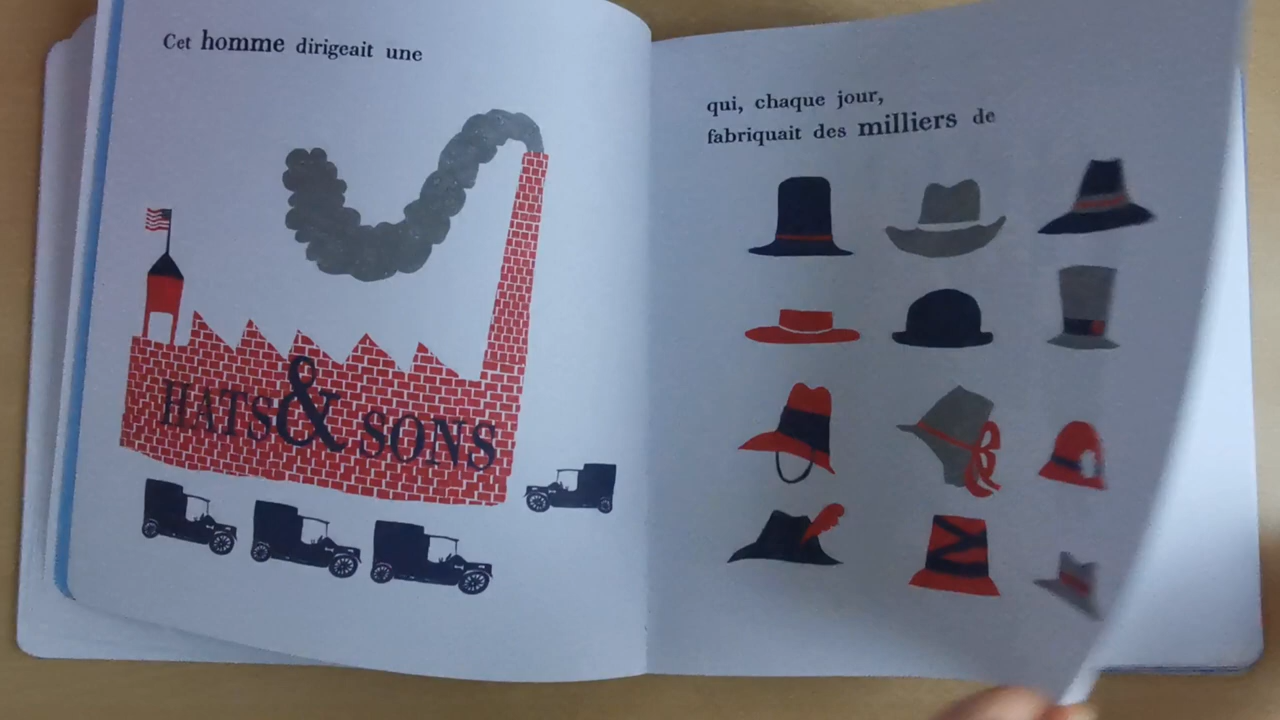 Cet homme dirigeait une
HATS & SONS
qui, chaque jour,
fabriquait des milliers de